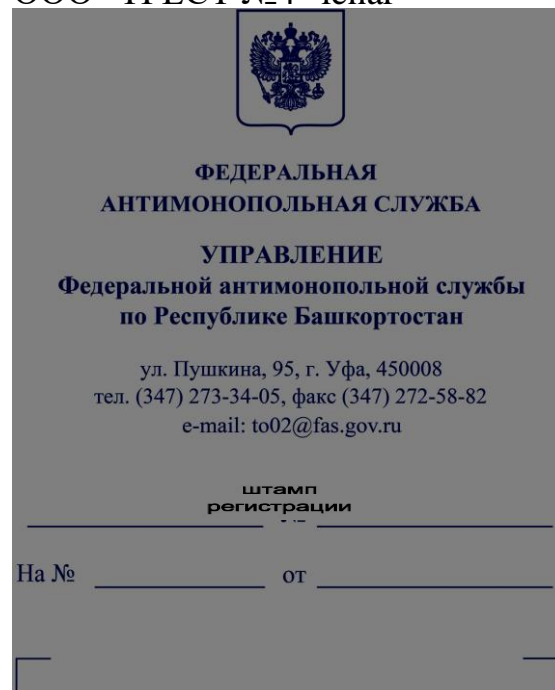 ФЕДЕРАЛЬНАЯ
АНТИМОНОПОЛЬНАЯ СЛУЖБА
УПРАВЛЕНИЕ
Федеральной антимонопольной службы
по Республике Башкортостан
ул. Пушкина, 95, г. Уфа, 450008
тел. (347) 273-34-05, факс (347) 272-58-82
e-mail: to02@fas.gov.ru
штамп
регистрации
На № от